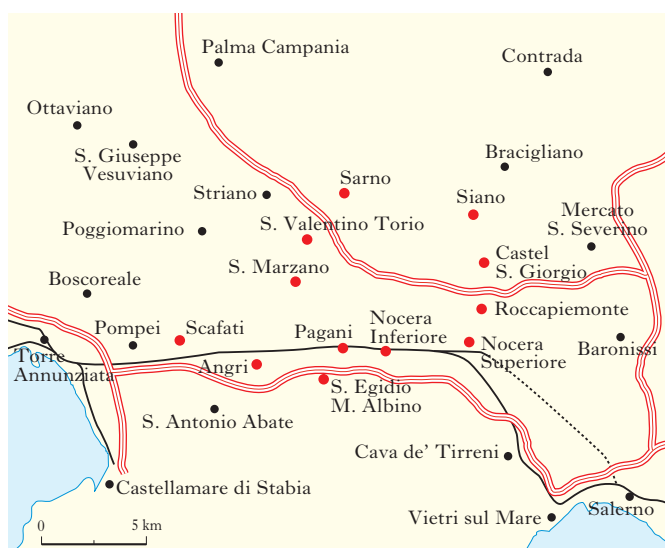 Palma Campania
Contrada
Ottaviano
S. Giuseppe
Vesuviano
Bracigliano
Sarno
Striano
Siano
Mercato
S. Severino
S. Valentino Torio
Poggiomarino
Castel
S. Giorgio
S. Marzano
Boscoreale
Roccapiemonte
Pompei
Scafati
Pagani
Nocera
Inferiore
Torre
Annunziata
Nocera
Superiore
Baronissi
Angri
S. Egidio
M. Albino
S. Antonio Abate
Cava de' Tirreni
Castellamare di Stabia
Salerno
Vietri sul Mare
0 5 km